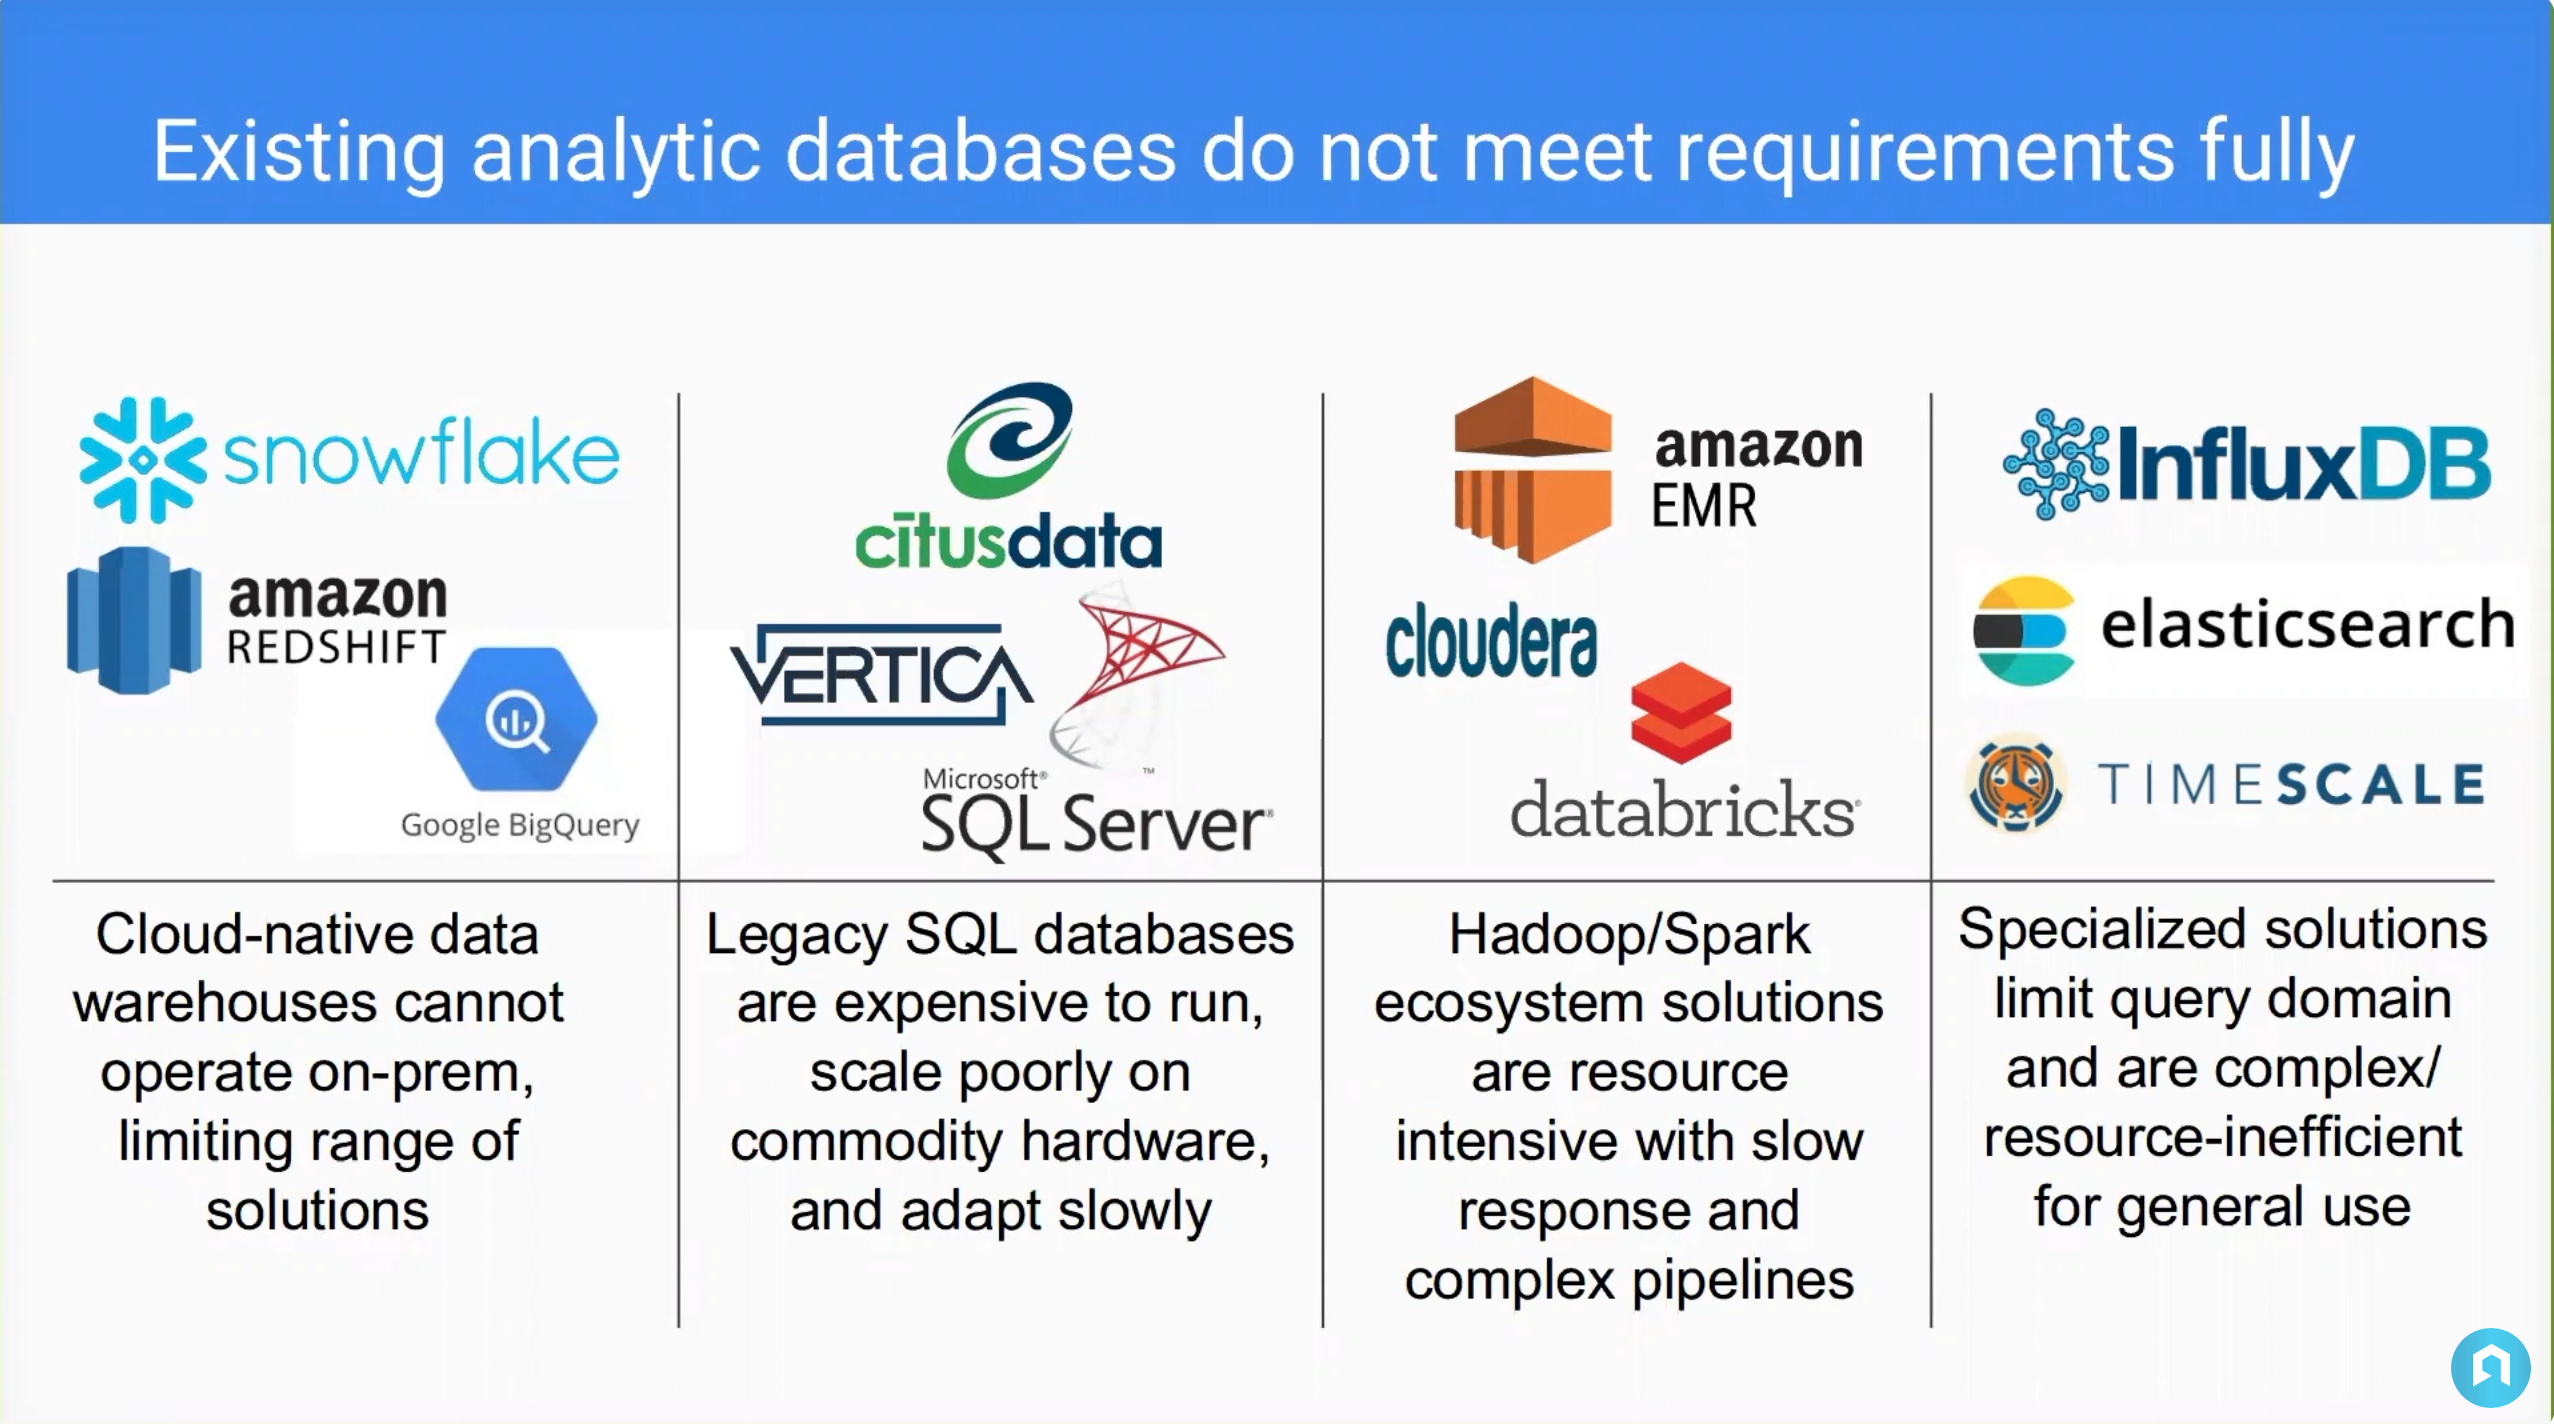 Existing analytic databases do not meet requirements fully
snowflake
amazon
REDSHIFT
Google BigQuery
citusdata
VERTICA
Microsoft®
™
SQL Server®
amazon
EMR
cloudera
databricks®
InfluxDB
elasticsearch
TIMESCALE
Cloud-native data
warehouses cannot
operate on-prem,
limiting range of
solutions
Legacy SQL databases
are expensive to run,
scale poorly on
commodity hardware,
and adapt slowly
Hadoop/Spark
ecosystem solutions
are resource
intensive with slow
response and
complex pipelines
Specialized solutions
limit query domain
and are complex/
resource-inefficient
for general use